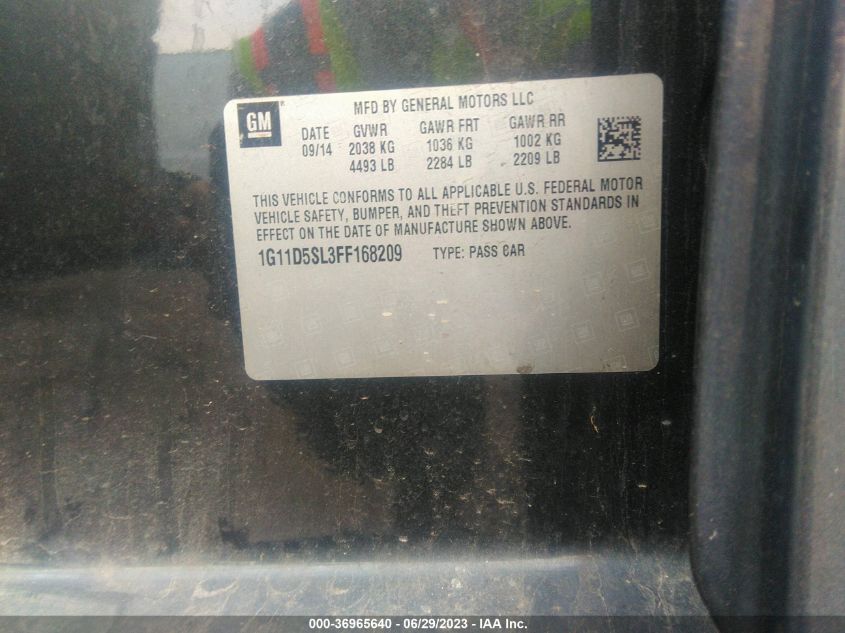 GM
MFD BY GENERAL MOTORS LLC
DATE GVWR GAWR FRT GAWR RR
09/14 2038 KG 1036 KG 1002 KG
4493 LB 2284 LB 2209 LB
THIS VEHICLE CONFORMS TO ALL APPLICABLE U.S. FEDERAL MOTOR
VEHICLE SAFETY, BUMPER, AND THEFT PREVENTION STANDARDS IN
EFFECT ON THE DATE OF MANUFACTURE SHOWN ABOVE.
1G11D5SL3FF168209 TYPE: PASS CAR
000-36965640 - 06/29/2023 - IAA Inc.